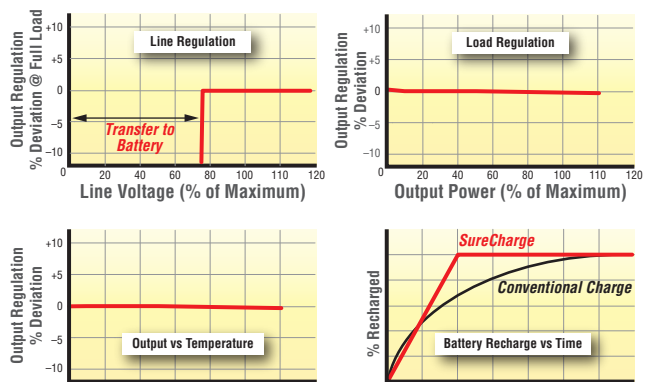 Line Regulation
Output Regulation
% Deviation @ Full Load
+10
+5
0
–5
–10
Transfer to
Battery
0
20
40
60
80
100
120
Line Voltage (% of Maximum)
Load Regulation
Output Regulation
% Deviation
+10
+5
0
–5
–10
0
20
40
60
80
100
120
Output Power (% of Maximum)
Output Regulation
% Deviation
+10
+5
0
–5
–10
Output vs Temperature
% Recharged
SureCharge
Conventional Charge
Battery Recharge vs Time